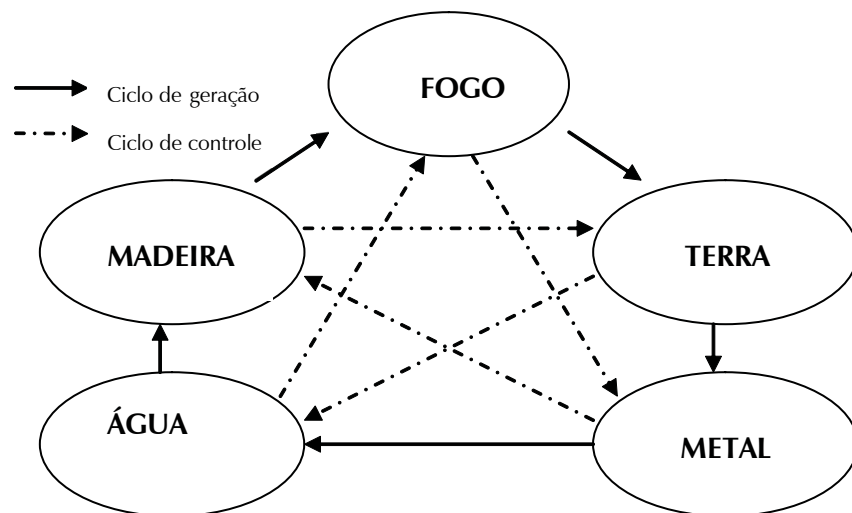 FOGO
Ciclo de geração
Ciclo de controle
MADEIRA
TERRA
ÁGUA
METAL